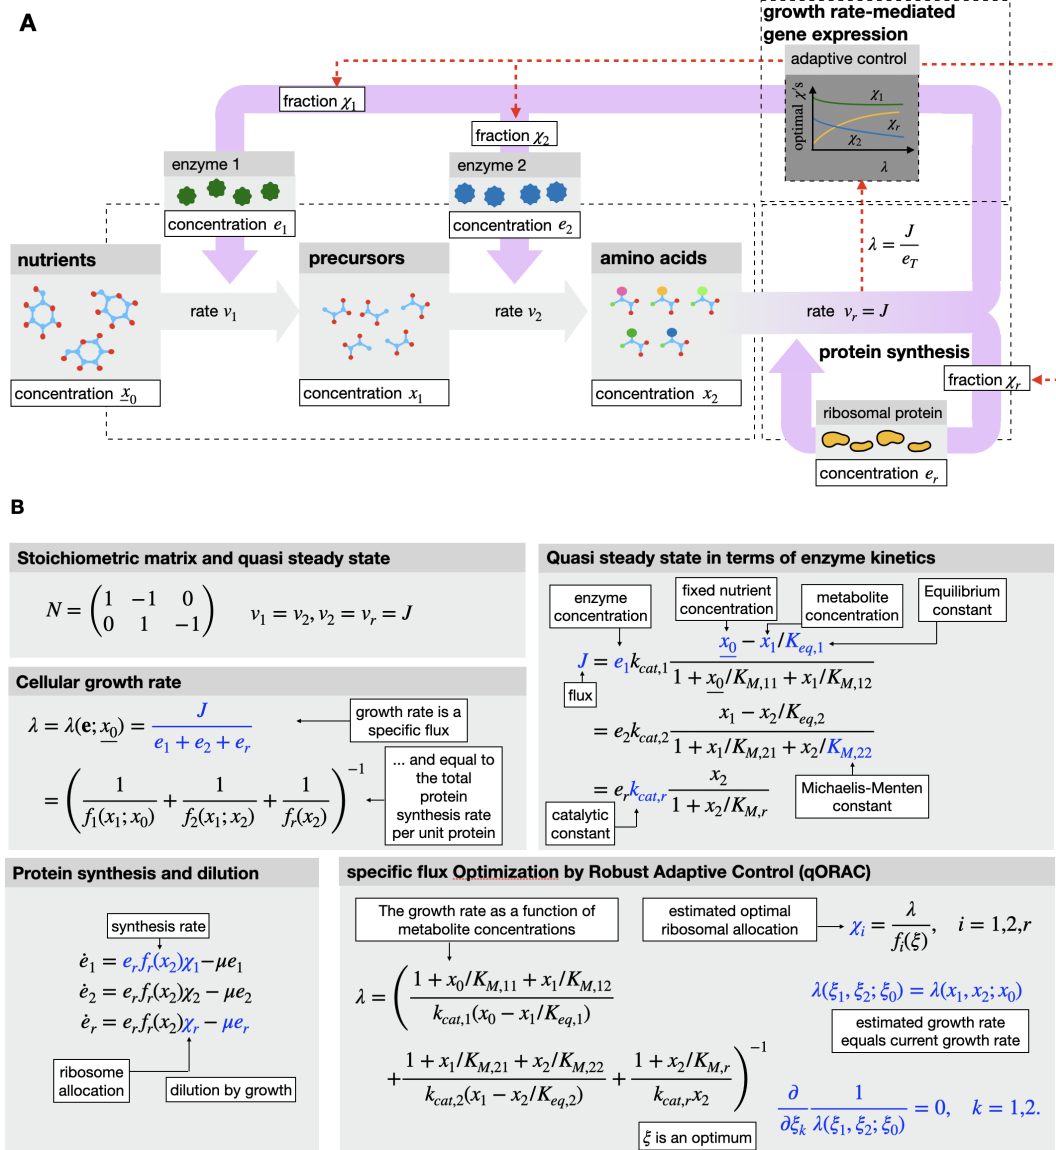 A
growth rate-mediated
gene expression
adaptive control
optimal χ's
χ1
χr
χ2
λ
fraction χ1
fraction χ2
enzyme 1
concentration e1
enzyme 2
concentration e2
λ = J / eT
nutrients
precursors
amino acids
rate v1
rate v2
rate vr = J
protein synthesis
fraction χr
concentration x0
concentration x1
concentration x2
ribosomal protein
concentration er
B
Stoichiometric matrix and quasi steady state
N = ( 1 −1 0
0 1 −1 )
v1 = v2, v2 = vr = J
Cellular growth rate
λ = λ(e; x0) = J / (e1 + e2 + er)
growth rate is a
specific flux
= ( 1 / f1(x1; x0) + 1 / f2(x1; x2) + 1 / fr(x2) )^−1
... and equal to
the total
protein
synthesis rate
per unit protein
Quasi steady state in terms of enzyme kinetics
enzyme
concentration
fixed nutrient
concentration
metabolite
concentration
Equilibrium
constant
J = e1 kcat,1 (x0 − x1/Keq,1) / (1 + x0/KM,11 + x1/KM,12)
flux
= e2 kcat,2 (x1 − x2/Keq,2) / (1 + x1/KM,21 + x2/KM,22)
= er kcat,r x2 / (1 + x2/KM,r)
catalytic
constant
Michaelis-Menten
constant
Protein synthesis and dilution
synthesis rate
ė1 = er fr(x2)χ1 − μe1
ė2 = er fr(x2)χ2 − μe2
ėr = er fr(x2)χr − μer
ribosome
allocation
dilution by growth
specific flux Optimization by Robust Adaptive Control (qORAC)
The growth rate as a function of
metabolite concentrations
estimated optimal
ribosomal allocation
χi = λ / fi(ξ), i = 1,2,r
λ = ( (1 + x0/KM,11 + x1/KM,12) / (kcat,1(x0 − x1/Keq,1))
+ (1 + x1/KM,21 + x2/KM,22) / (kcat,2(x1 − x2/Keq,2)) + (1 + x2/KM,r) / (kcat,r x2) )^−1
λ(ξ1, ξ2; ξ0) = λ(x1, x2; x0)
estimated growth rate
equals current growth rate
∂/∂ξk 1 / λ(ξ1, ξ2; ξ0) = 0, k = 1,2.
ξ is an optimum